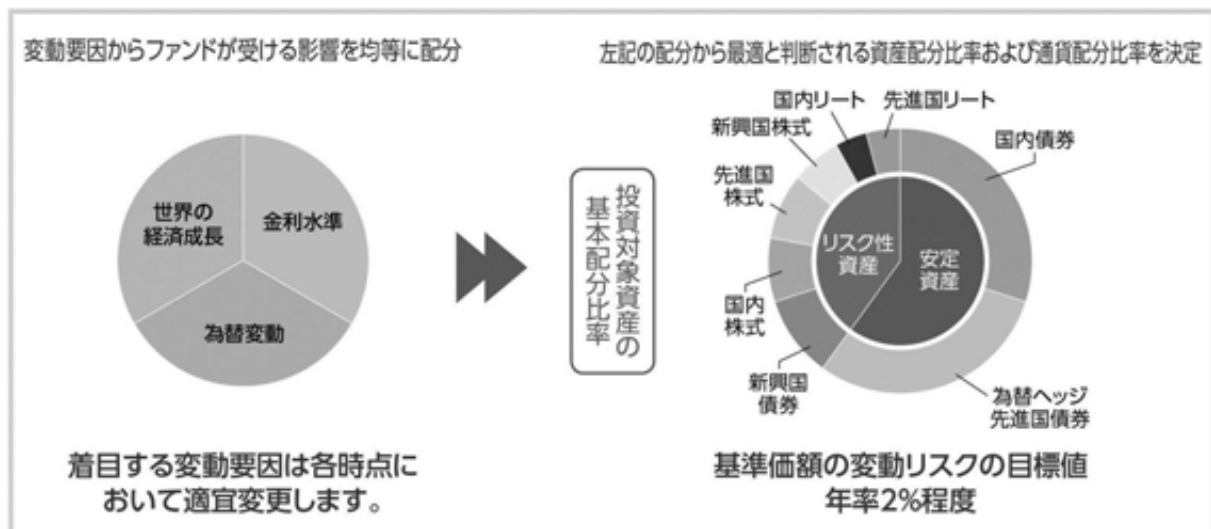 変動要因からファンドが受ける影響を均等に配分
世界の
経済成長
金利水準
為替変動
着目する変動要因は各時点に
おいて適宜変更します。
投資対象資産の
基本配分比率
左記の配分から最適と判断される資産配分比率および通貨配分比率を決定
国内リート
先進国リート
新興国株式
国内債券
先進国
株式
リスク性
資産
安定
資産
国内
株式
新興国
債券
為替ヘッジ
先進国債券
基準価額の変動リスクの目標値
年率2%程度